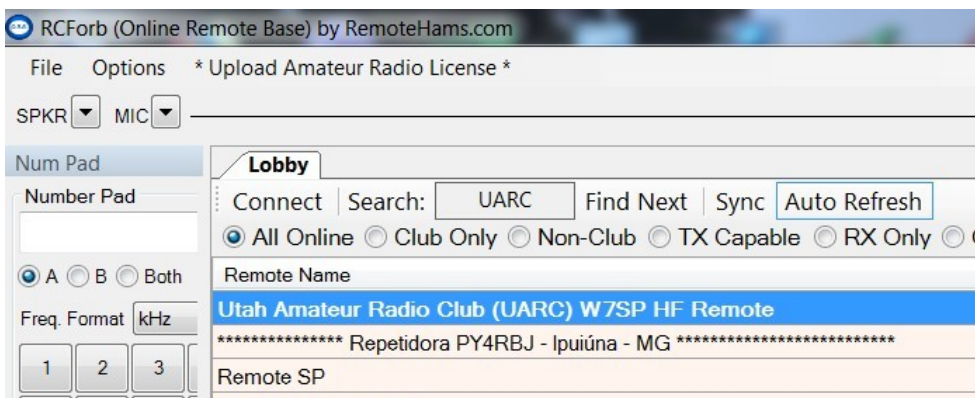 RCForb (Online Remote Base) by RemoteHams.com
File Options * Upload Amateur Radio License *
SPKR MIC
Num Pad
Number Pad
A B Both
Freq. Format kHz
1 2 3
Lobby
Connect Search: UARC Find Next Sync Auto Refresh
All Online Club Only Non-Club TX Capable RX Only
Remote Name
Utah Amateur Radio Club (UARC) W7SP HF Remote
*************** Repetidora PY4RBJ - Ipuiúna - MG **************************
Remote SP